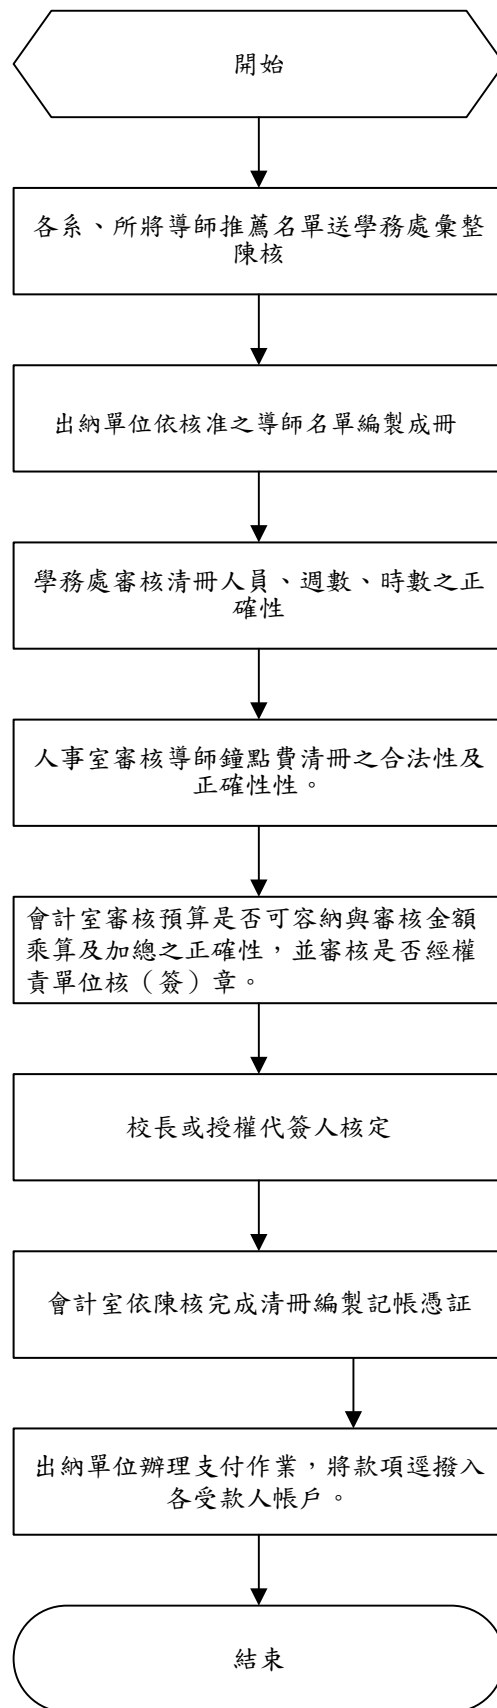 開始
各系、所將導師推薦名單送學務處彙整
陳核
出納單位依核准之導師名單編製成冊
學務處審核清冊人員、週數、時數之正
確性
人事室審核導師鐘點費清冊之合法性及
正確性性。
會計室審核預算是否可容納與審核金額
乘算及加總之正確性，並審核是否經權
責單位核（簽）章。
校長或授權代簽人核定
會計室依陳核完成清冊編製記帳憑証
出納單位辦理支付作業，將款項逕撥入
各受款人帳戶。
結束